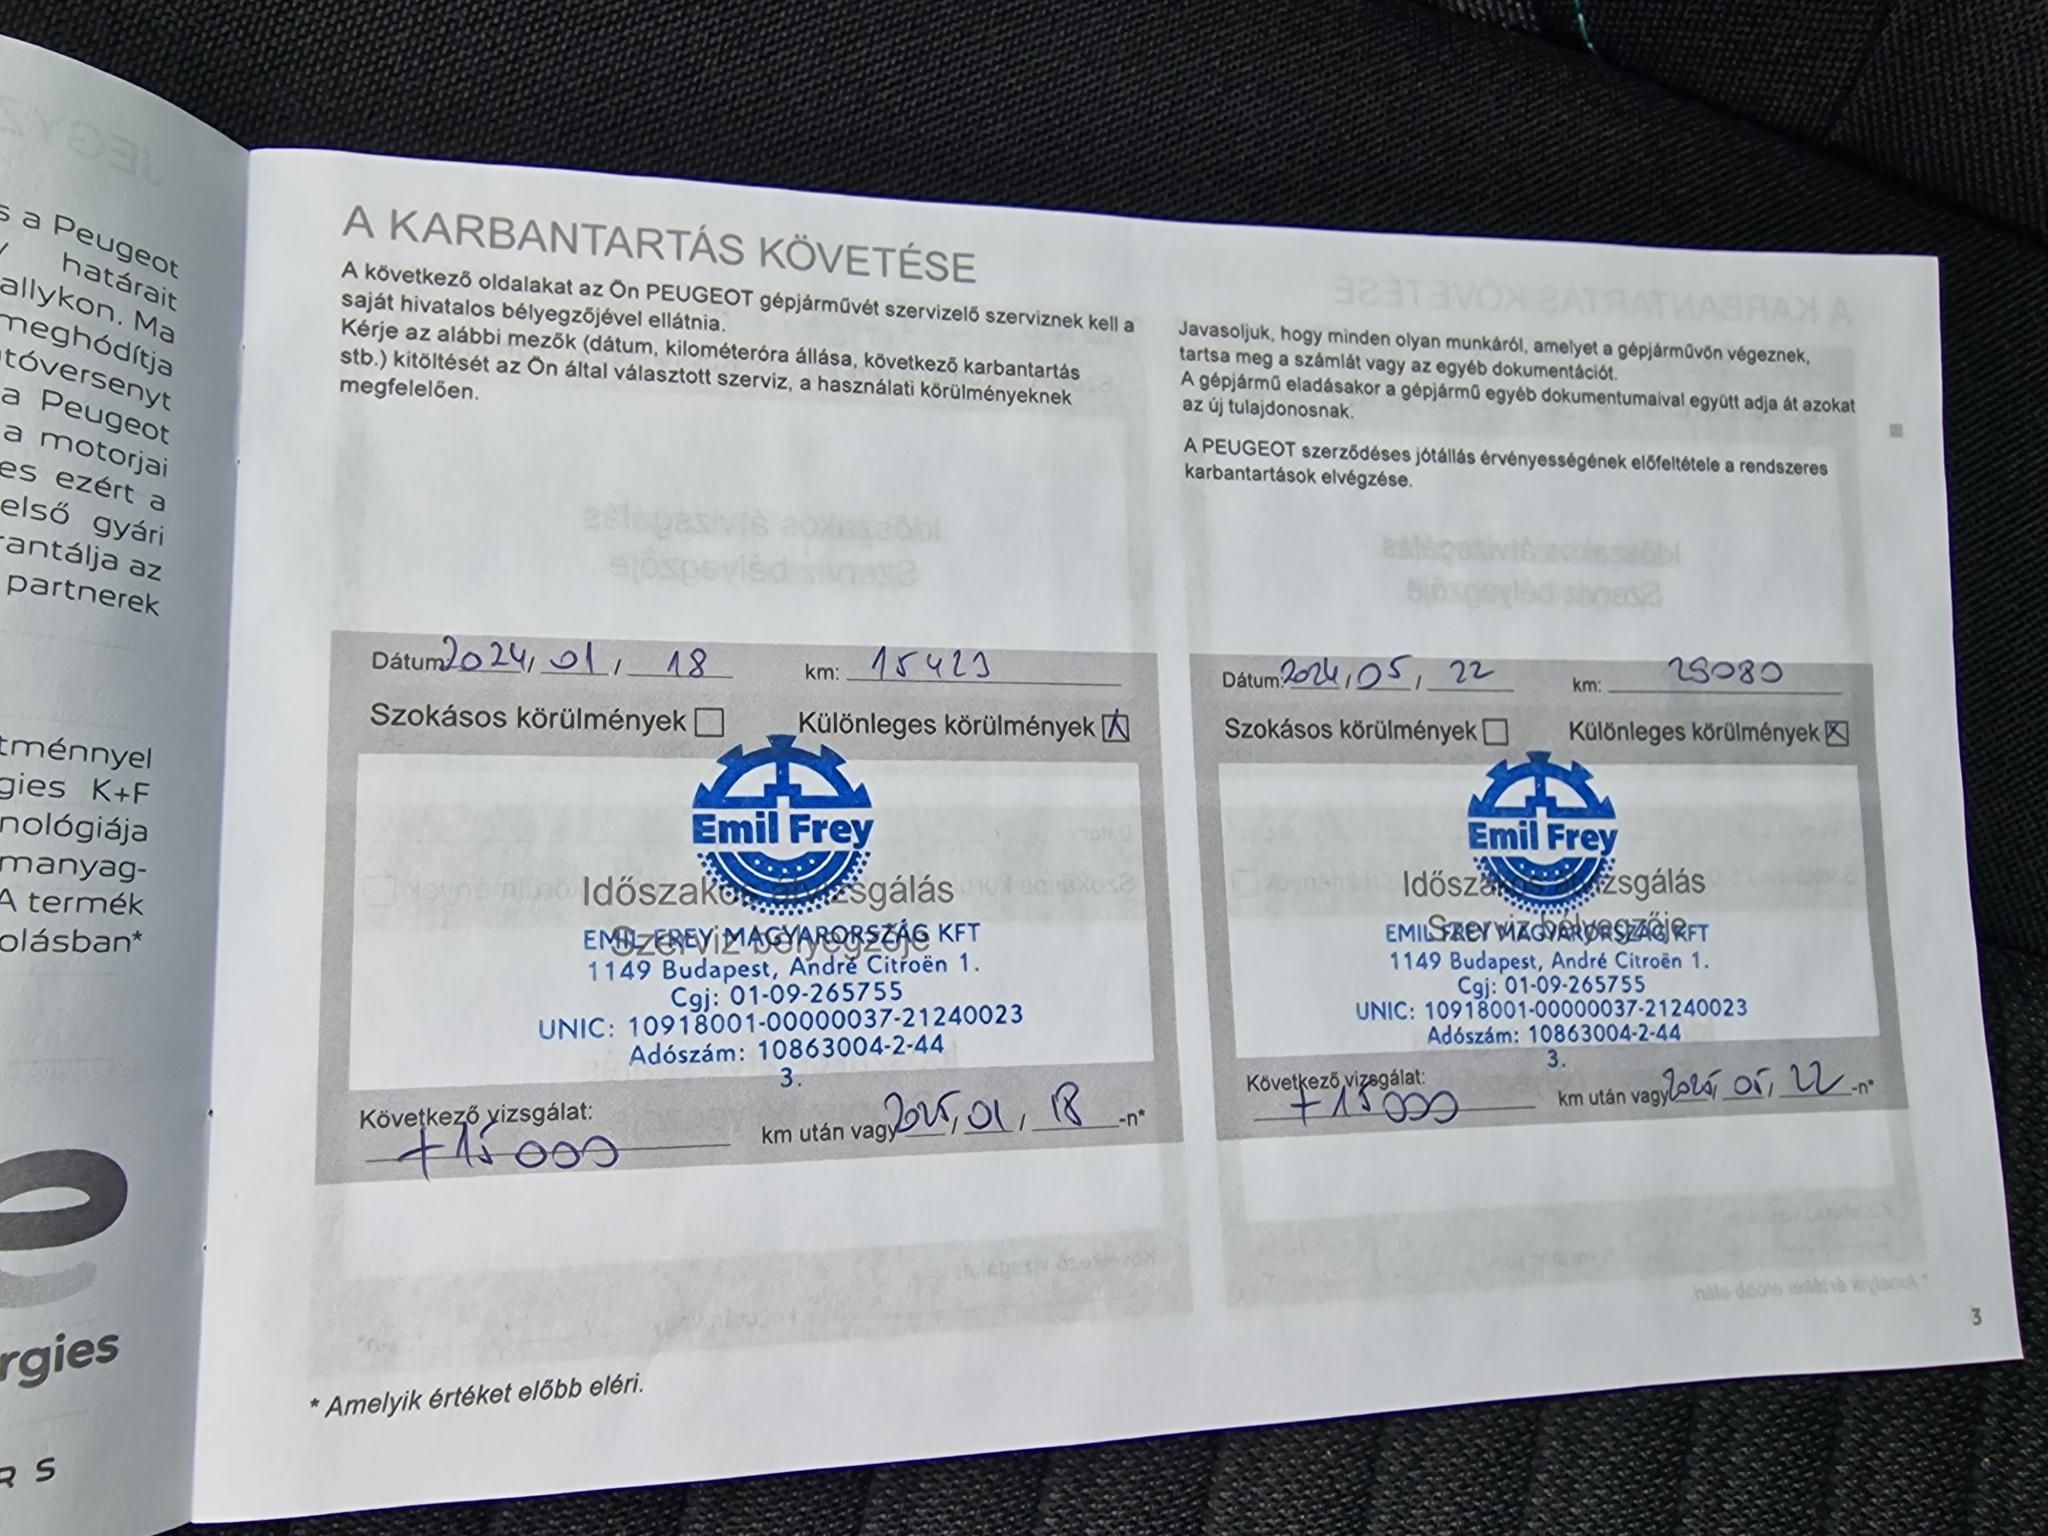 s a Peugeot
határait
allykon. Ma
meghódítja
tóversenyt
a Peugeot
a motorjai
es ezért a
első gyári
rantálja az
partnerek
tménnyel
gies K+F
nológiája
manyag-
A termék
olásban*
e
rgies
R S
A KARBANTARTÁS KÖVETÉSE
A következő oldalakat az Ön PEUGEOT gépjárművét szervizelő szerviznek kell a
saját hivatalos bélyegzőjével ellátnia.
Kérje az alábbi mezők (dátum, kilométeróra állása, következő karbantartás
stb.) kitöltését az Ön által választott szerviz, a használati körülményeknek
megfelelően.
Dátum: 2024, 01, 18 km: 15423
Szokásos körülmények Különleges körülmények
Emil Frey
Időszakos átvizsgálás
Szerviz bélyegzője
EMIL FREY MAGYARORSZÁG KFT
1149 Budapest, André Citroën 1.
Cgj: 01-09-265755
UNIC: 10918001-00000037-21240023
Adószám: 10863004-2-44
3.
Következő vizsgálat:
+15000 km után vagy 2025, 01, 18 -n*
* Amelyik értéket előbb eléri.
Javasoljuk, hogy minden olyan munkáról, amelyet a gépjárművön végeznek,
tartsa meg a számlát vagy az egyéb dokumentációt.
A gépjármű eladásakor a gépjármű egyéb dokumentumaival együtt adja át azokat
az új tulajdonosnak.
A PEUGEOT szerződéses jótállás érvényességének előfeltétele a rendszeres
karbantartások elvégzése.
Dátum: 2024, 05, 22 km:
Szokásos körülmények Különleges körülmények
Emil Frey
Időszakos átvizsgálás
Szerviz bélyegzője
EMIL FREY MAGYARORSZÁG KFT
1149 Budapest, André Citroën 1.
Cgj: 01-09-265755
UNIC: 10918001-00000037-21240023
Adószám: 10863004-2-44
3.
Következő vizsgálat:
+15000 km után vagy 2025, 05, 22 -n*
3